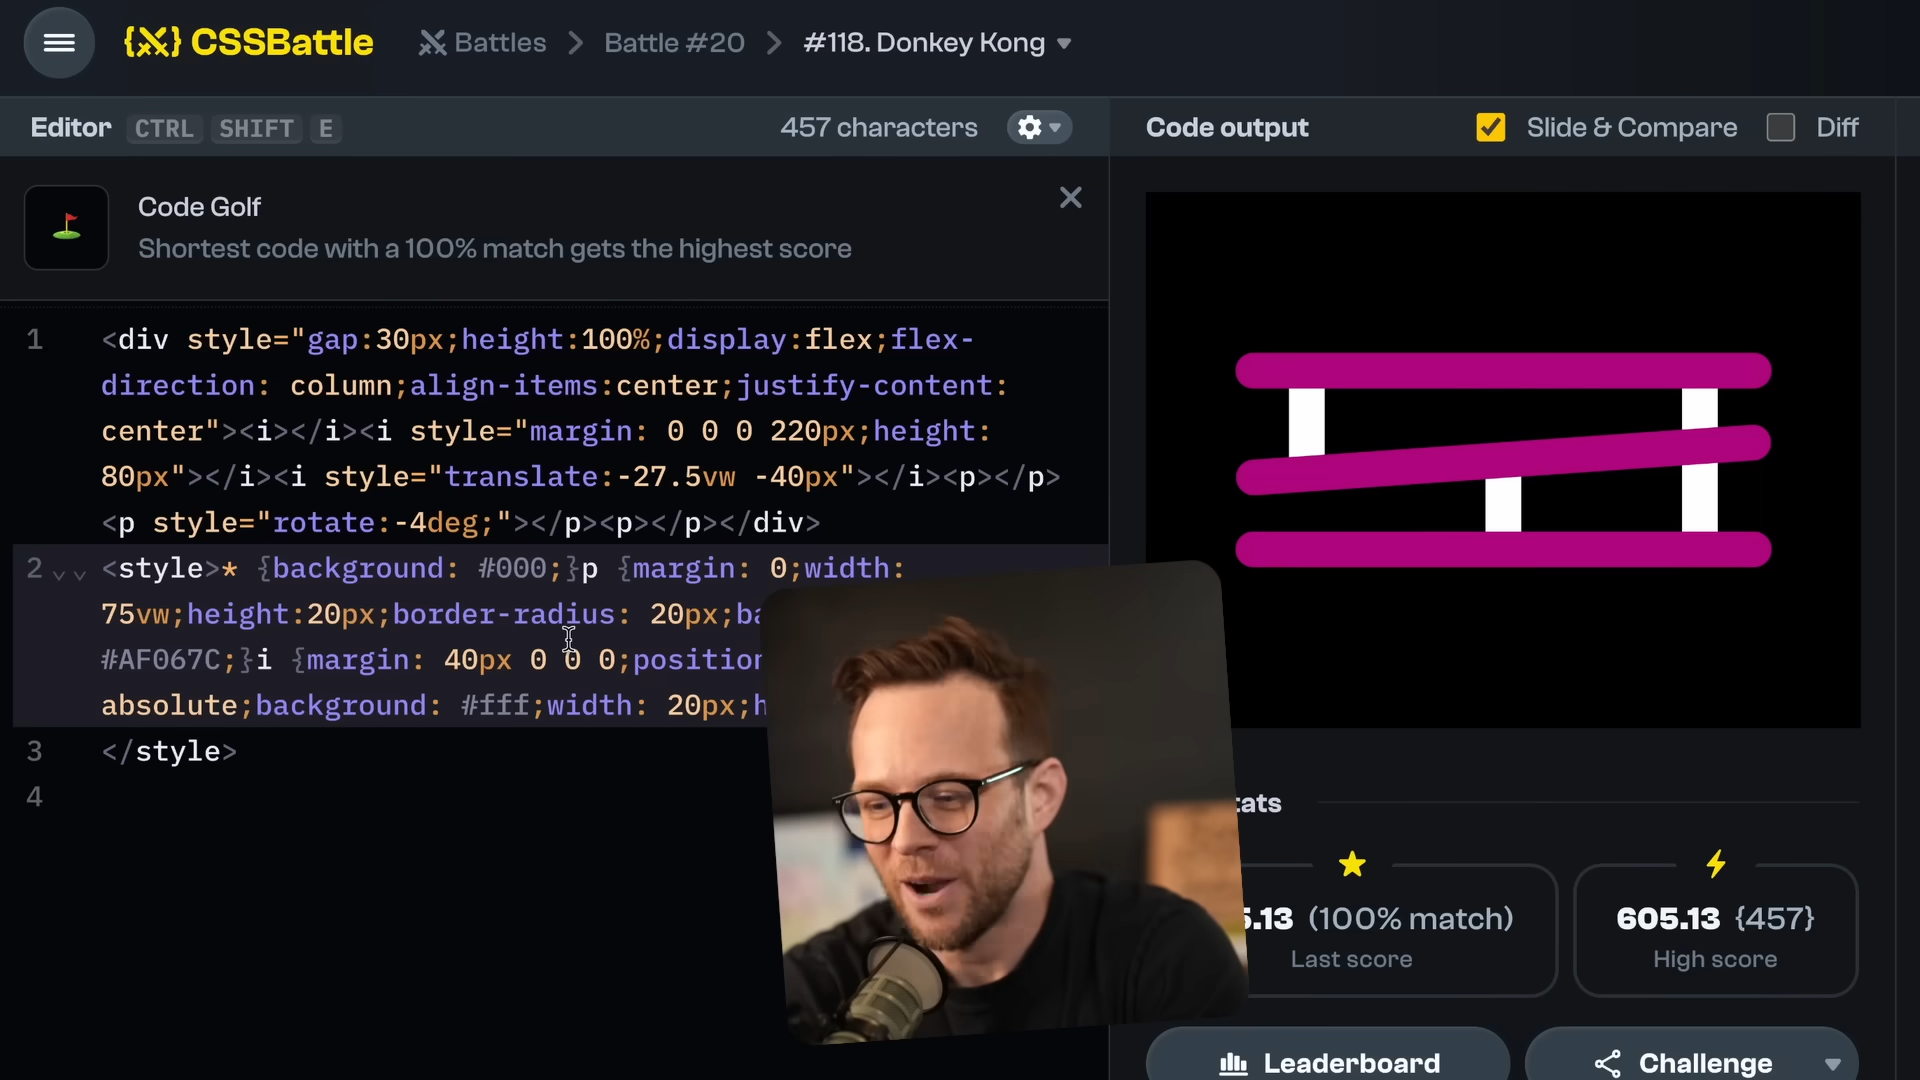 {X} CSSBattle
Battles > Battle #20 > #118. Donkey Kong
Editor CTRL SHIFT E
457 characters
Code output
Slide & Compare
Diff
Code Golf
Shortest code with a 100% match gets the highest score
1 <div style="gap:30px;height:100%;display:flex;flex-
direction: column;align-items:center;justify-content:
center"><i></i><i style="margin: 0 0 0 220px;height:
80px"></i><i style="translate:-27.5vw -40px"></i><p></p>
<p style="rotate:-4deg;"></p><p></p></div>
2 <style>* {background: #000;}p {margin: 0;width:
75vw;height:20px;border-radius: 20px;ba
#AF067C;}i {margin: 40px 0 0 0;position
absolute;background: #fff;width: 20px;h
3 </style>
4
5.13 (100% match)
Last score
605.13 {457}
High score
Leaderboard
Challenge